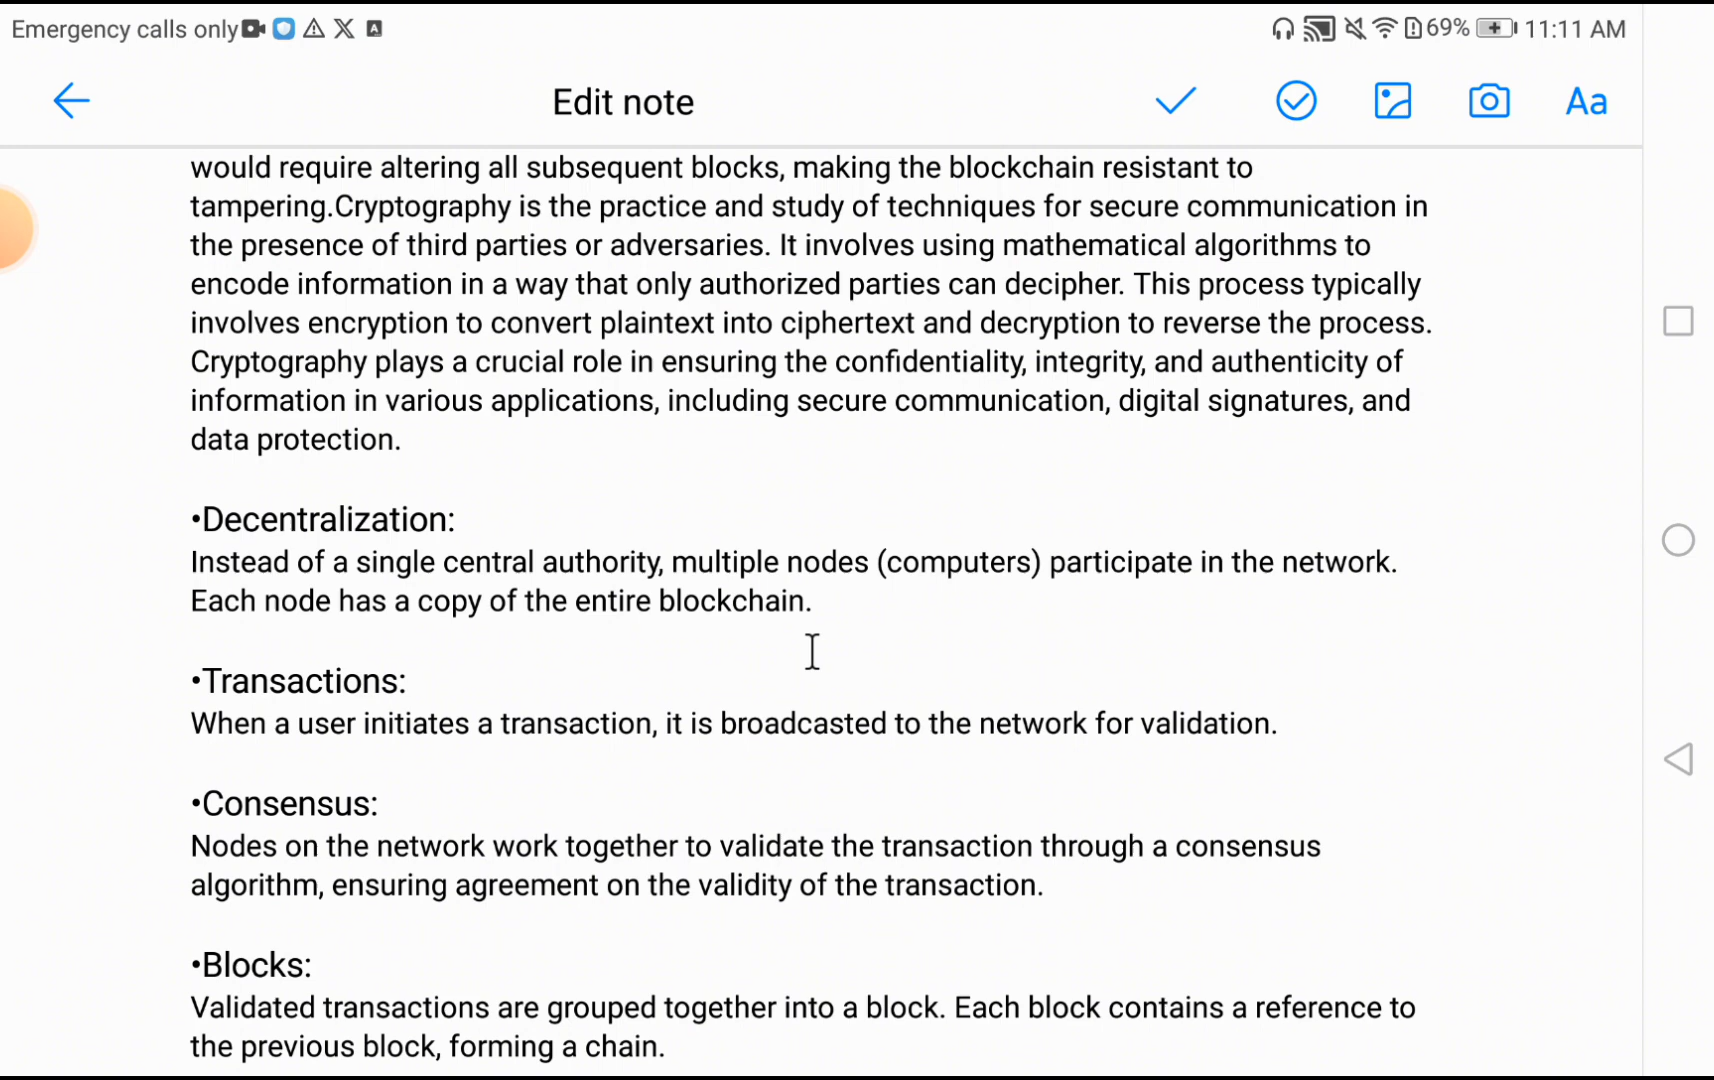 Emergency calls only
69% 11:11 AM
Edit note
Aa
would require altering all subsequent blocks, making the blockchain resistant to
tampering.Cryptography is the practice and study of techniques for secure communication in
the presence of third parties or adversaries. It involves using mathematical algorithms to
encode information in a way that only authorized parties can decipher. This process typically
involves encryption to convert plaintext into ciphertext and decryption to reverse the process.
Cryptography plays a crucial role in ensuring the confidentiality, integrity, and authenticity of
information in various applications, including secure communication, digital signatures, and
data protection.
•Decentralization:
Instead of a single central authority, multiple nodes (computers) participate in the network.
Each node has a copy of the entire blockchain.
•Transactions:
When a user initiates a transaction, it is broadcasted to the network for validation.
•Consensus:
Nodes on the network work together to validate the transaction through a consensus
algorithm, ensuring agreement on the validity of the transaction.
•Blocks:
Validated transactions are grouped together into a block. Each block contains a reference to
the previous block, forming a chain.